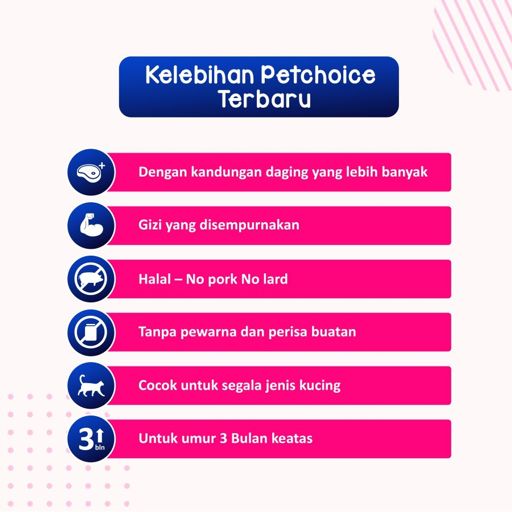 Kelebihan Petchoice
Terbaru
Dengan kandungan daging yang lebih banyak
Gizi yang disempurnakan
Halal – No pork No lard
Tanpa pewarna dan perisa buatan
Cocok untuk segala jenis kucing
3
bln
Untuk umur 3 Bulan keatas